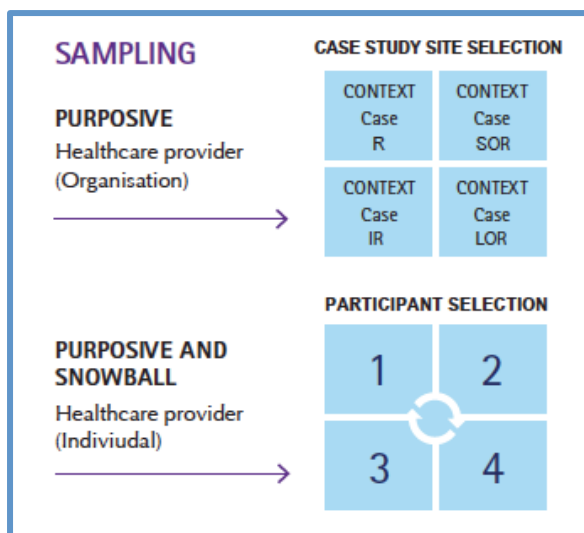 SAMPLING
CASE STUDY SITE SELECTION
PURPOSIVE
Healthcare provider
(Organisation)
CONTEXT
Case
R
CONTEXT
Case
SOR
CONTEXT
Case
IR
CONTEXT
Case
LOR
PARTICIPANT SELECTION
PURPOSIVE AND
SNOWBALL
Healthcare provider
(Indiviudal)
1
2
3
4